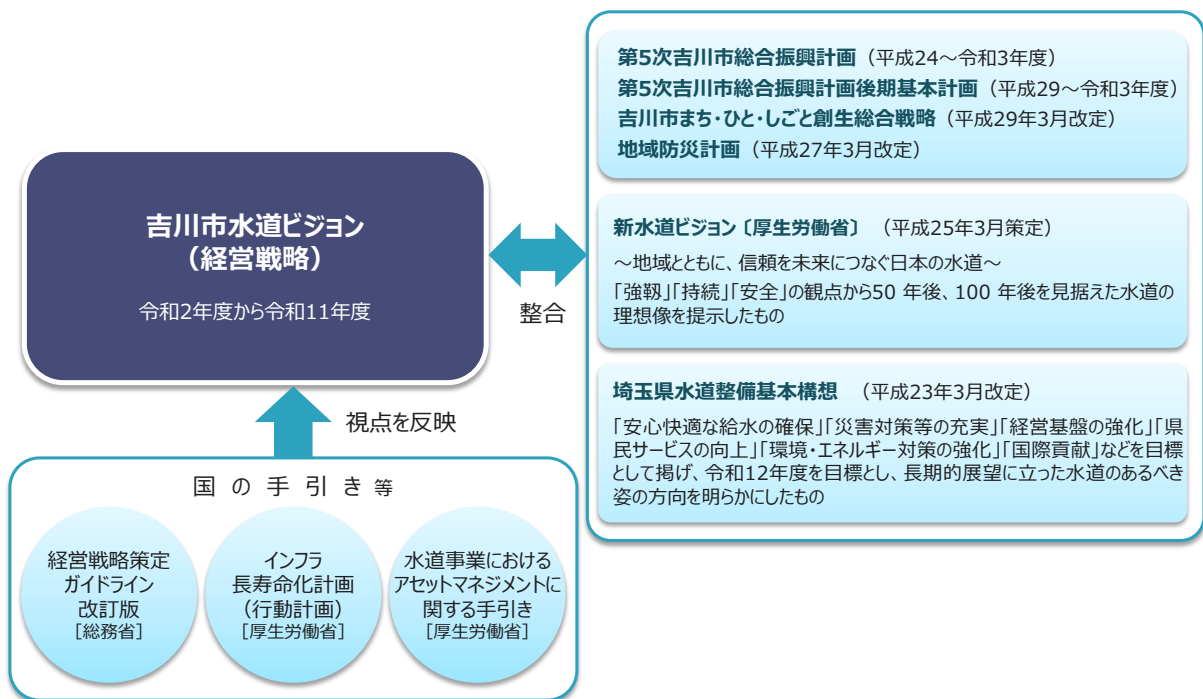 吉川市水道ビジョン
（経営戦略）
令和2年度から令和11年度
整合
第5次吉川市総合振興計画（平成24～令和3年度）
第5次吉川市総合振興計画後期基本計画（平成29～令和3年度）
吉川市まち・ひと・しごと創生総合戦略（平成29年3月改定）
地域防災計画（平成27年3月改定）
新水道ビジョン〔厚生労働省〕（平成25年3月策定）
～地域とともに、信頼を未来につなぐ日本の水道～
「強靱」「持続」「安全」の観点から50 年後、100 年後を見据えた水道の
理想像を提示したもの
埼玉県水道整備基本構想（平成23年3月改定）
「安心快適な給水の確保」「災害対策等の充実」「経営基盤の強化」「県
民サービスの向上」「環境・エネルギー対策の強化」「国際貢献」などを目標
として掲げ、令和12年度を目標とし、長期的展望に立った水道のあるべき
姿の方向を明らかにしたもの
視点を反映
国の手引き等
経営戦略策定
ガイドライン
改訂版
［総務省］
インフラ
長寿命化計画
（行動計画）
［厚生労働省］
水道事業における
アセットマネジメントに
関する手引き
［厚生労働省］